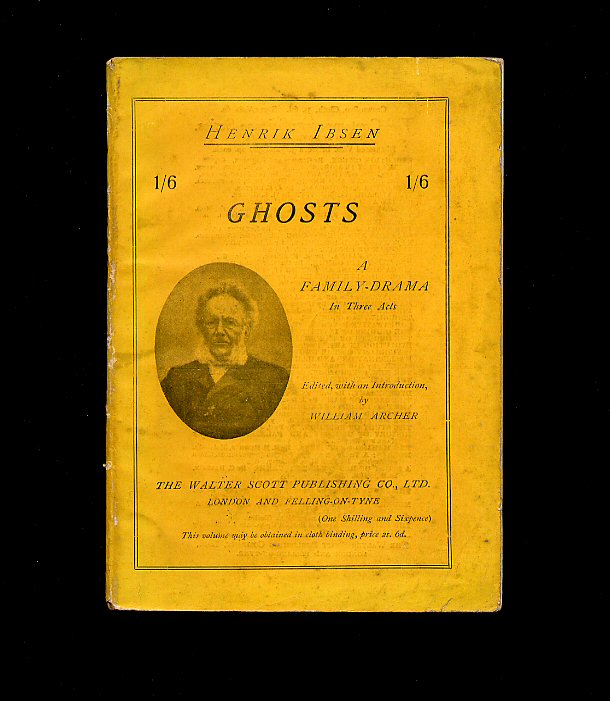 HENRIK IBSEN
1/6 1/6
GHOSTS
A
FAMILY-DRAMA
In Three Acts
Edited, with an Introduction,
by
WILLIAM ARCHER
THE WALTER SCOTT PUBLISHING CO., LTD.
LONDON AND FELLING-ON-TYNE
(One Shilling and Sixpence)
This volume may be obtained in cloth binding, price 2s. 6d.